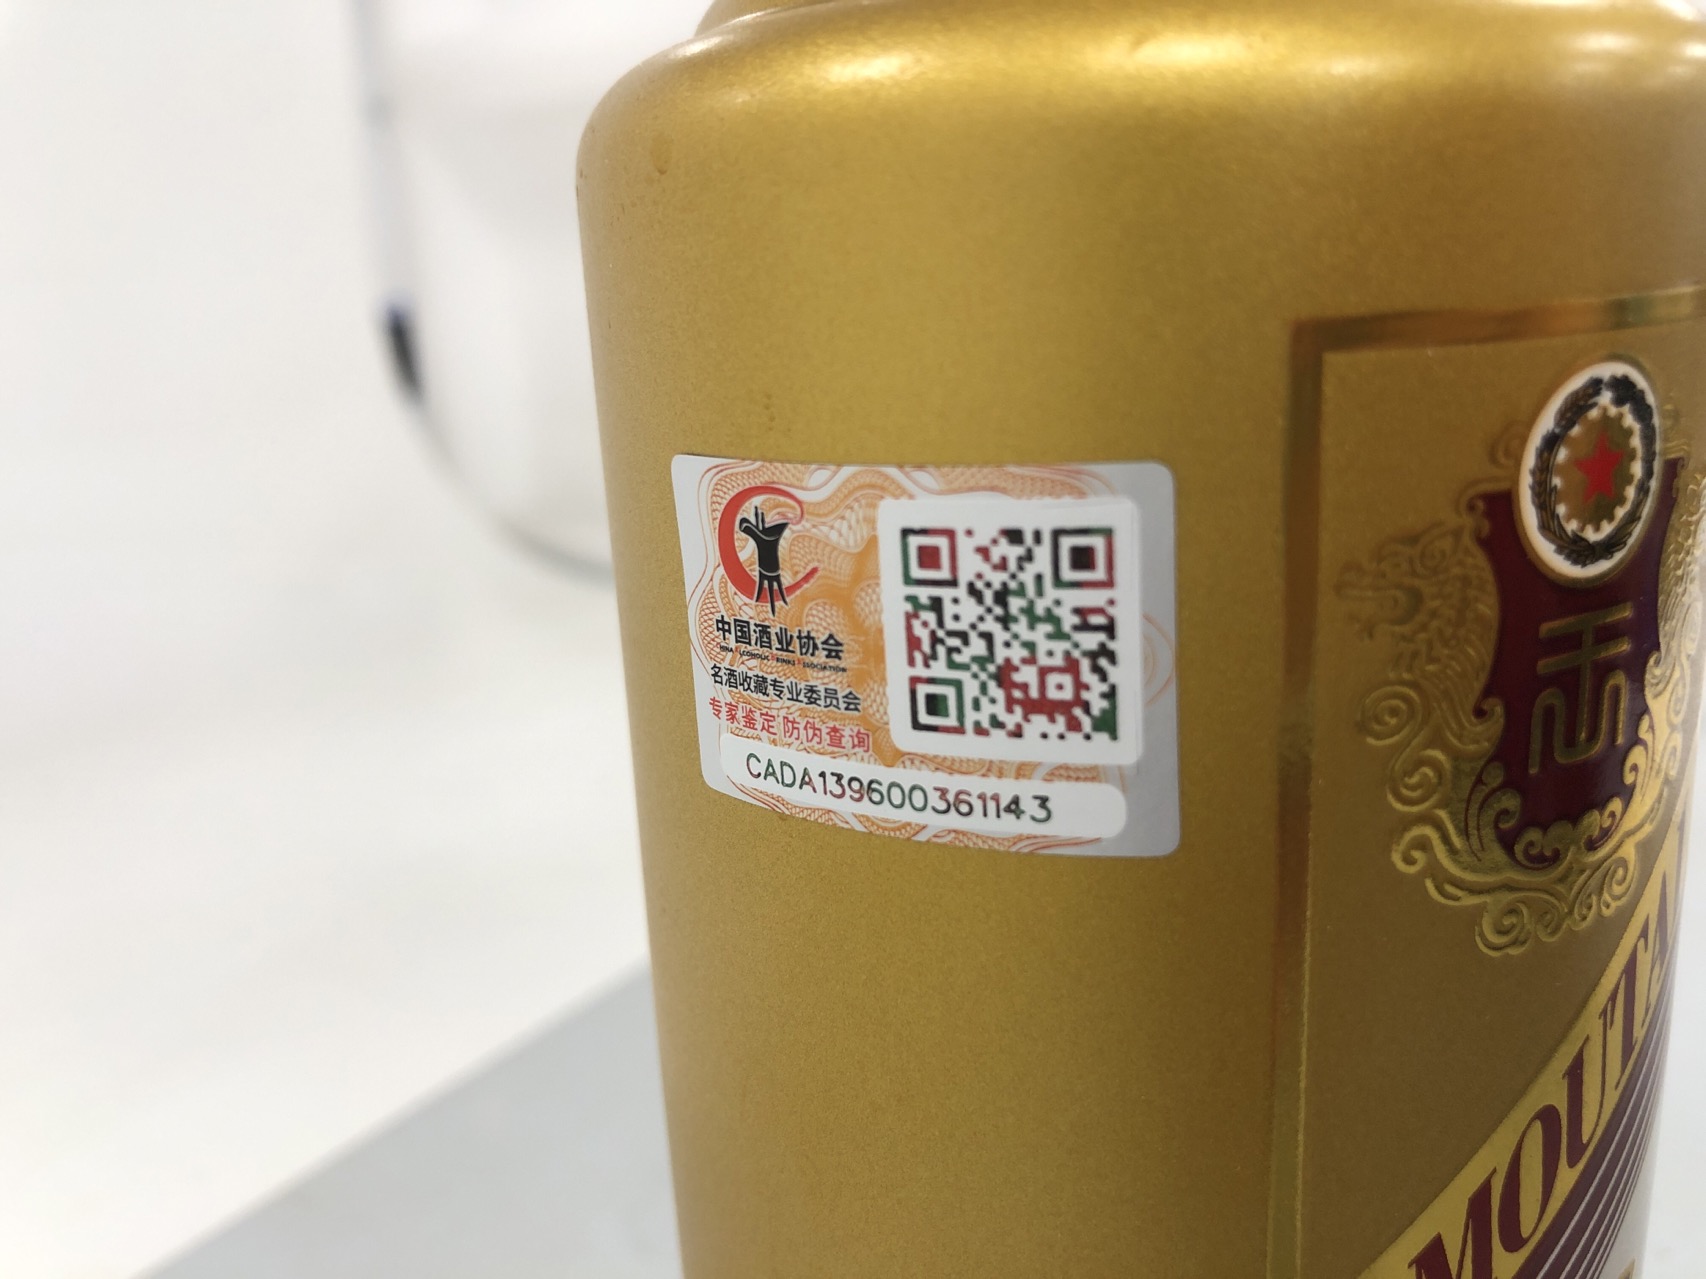 中国酒业协会
名酒收藏专业委员会
专家鉴定 防伪查询
CADA139600361143
MOUTA